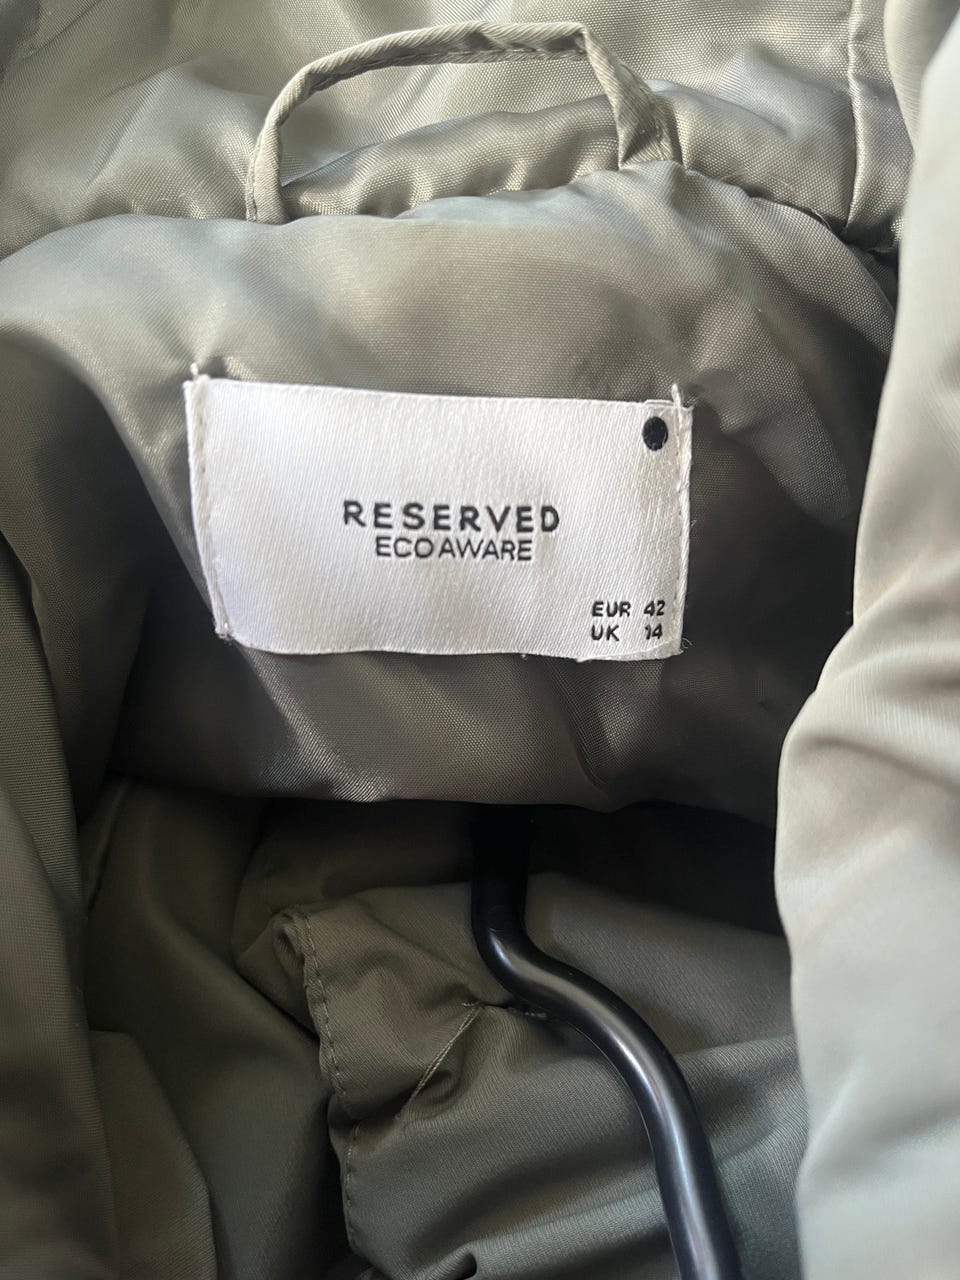 RESERVED
ECOAWARE
EUR 42
UK 14